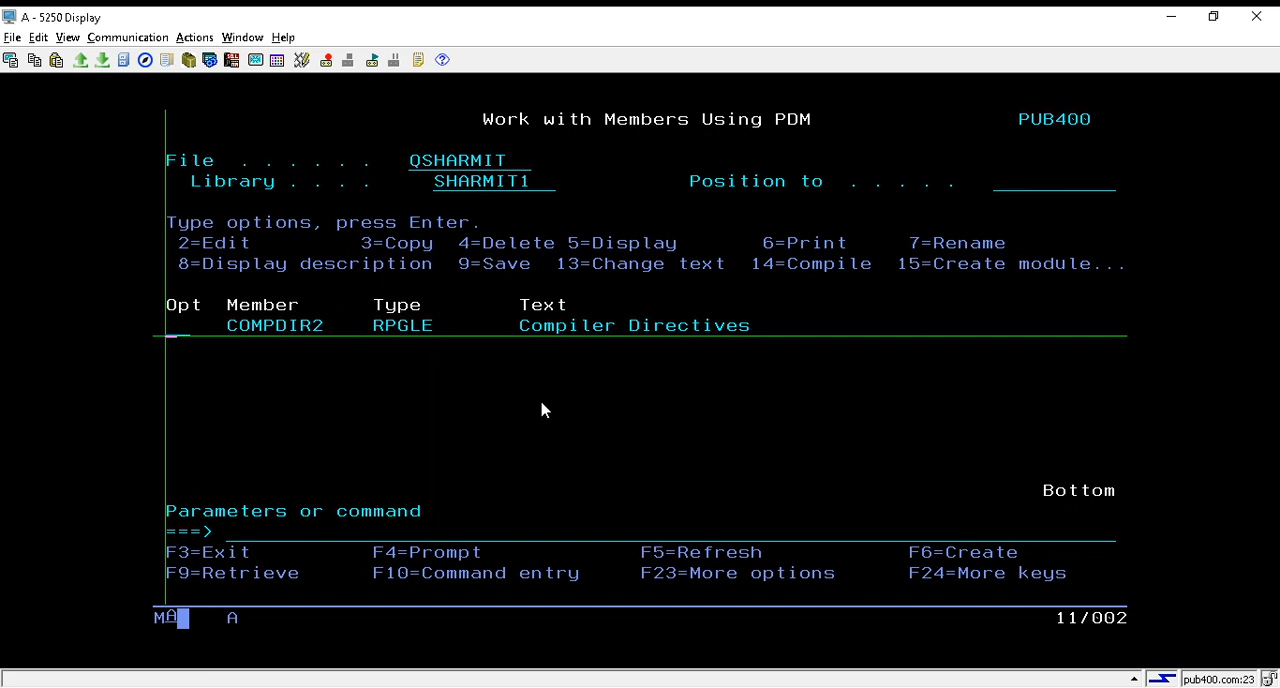 A - 5250 Display
File Edit View Communication Actions Window Help
Work with Members Using PDM PUB400
File . . . . . . QSHARMIT
Library . . . . SHARMIT1 Position to . . . . .
Type options, press Enter.
2=Edit 3=Copy 4=Delete 5=Display 6=Print 7=Rename
8=Display description 9=Save 13=Change text 14=Compile 15=Create module...
Opt Member Type Text
COMPDIR2 RPGLE Compiler Directives
Bottom
Parameters or command
===>
F3=Exit F4=Prompt F5=Refresh F6=Create
F9=Retrieve F10=Command entry F23=More options F24=More keys
MA A 11/002
pub400.com:23